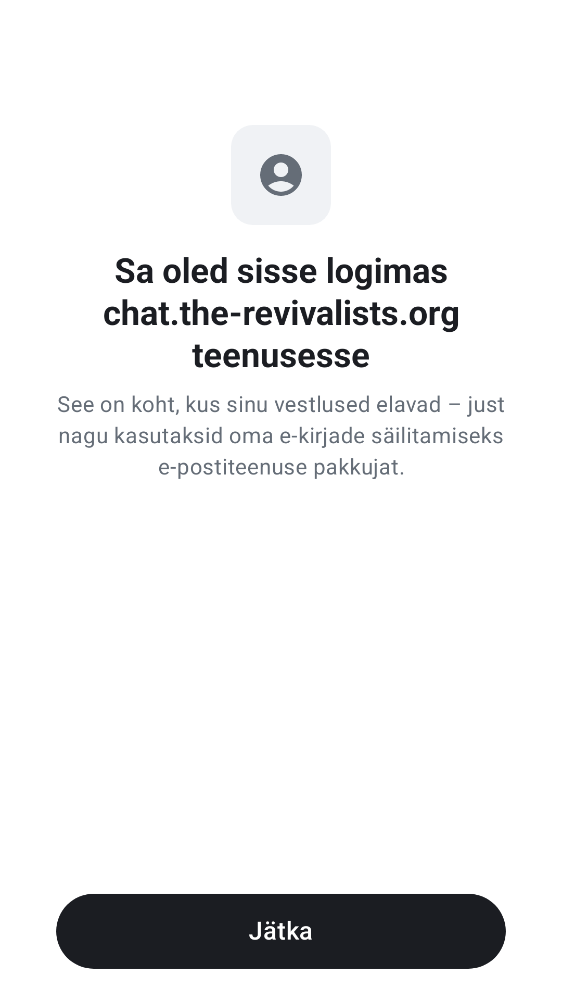 Sa oled sisse logimas
chat.the-revivalists.org
teenusesse
See on koht, kus sinu vestlused elavad – just
nagu kasutaksid oma e-kirjade säilitamiseks
e-postiteenuse pakkujat.
Jätka